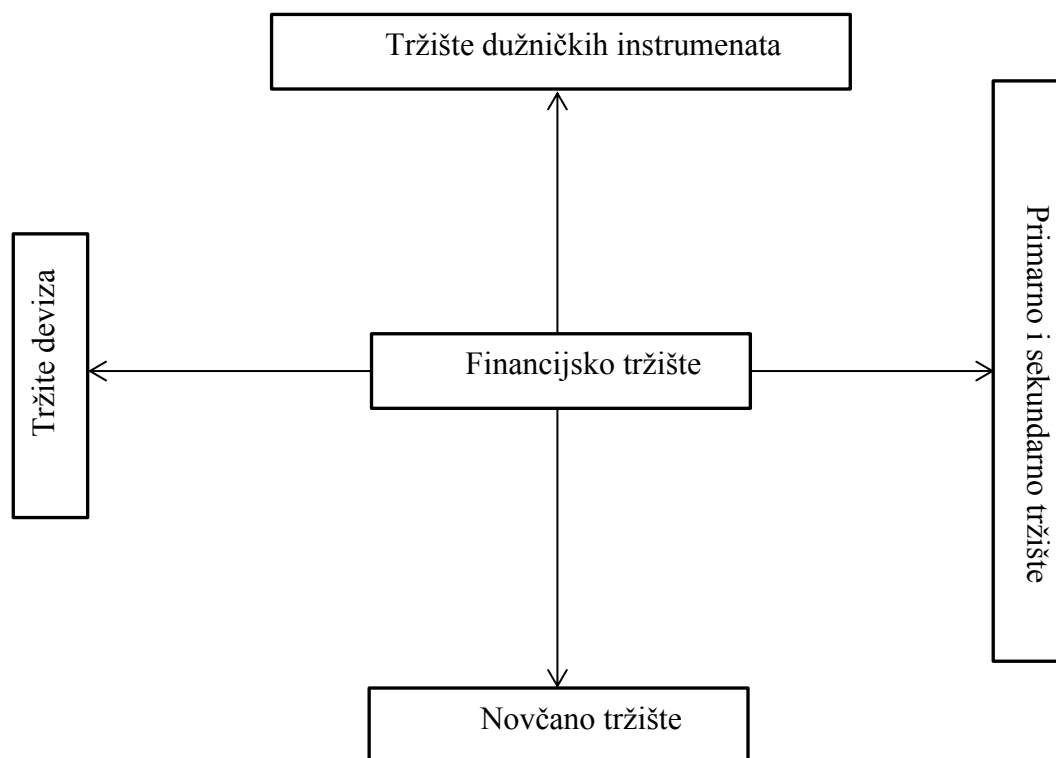 Tržište dužničkih instrumenata
Tržite deviza
Financijsko tržište
Primarno i sekundarno tržište
Novčano tržište